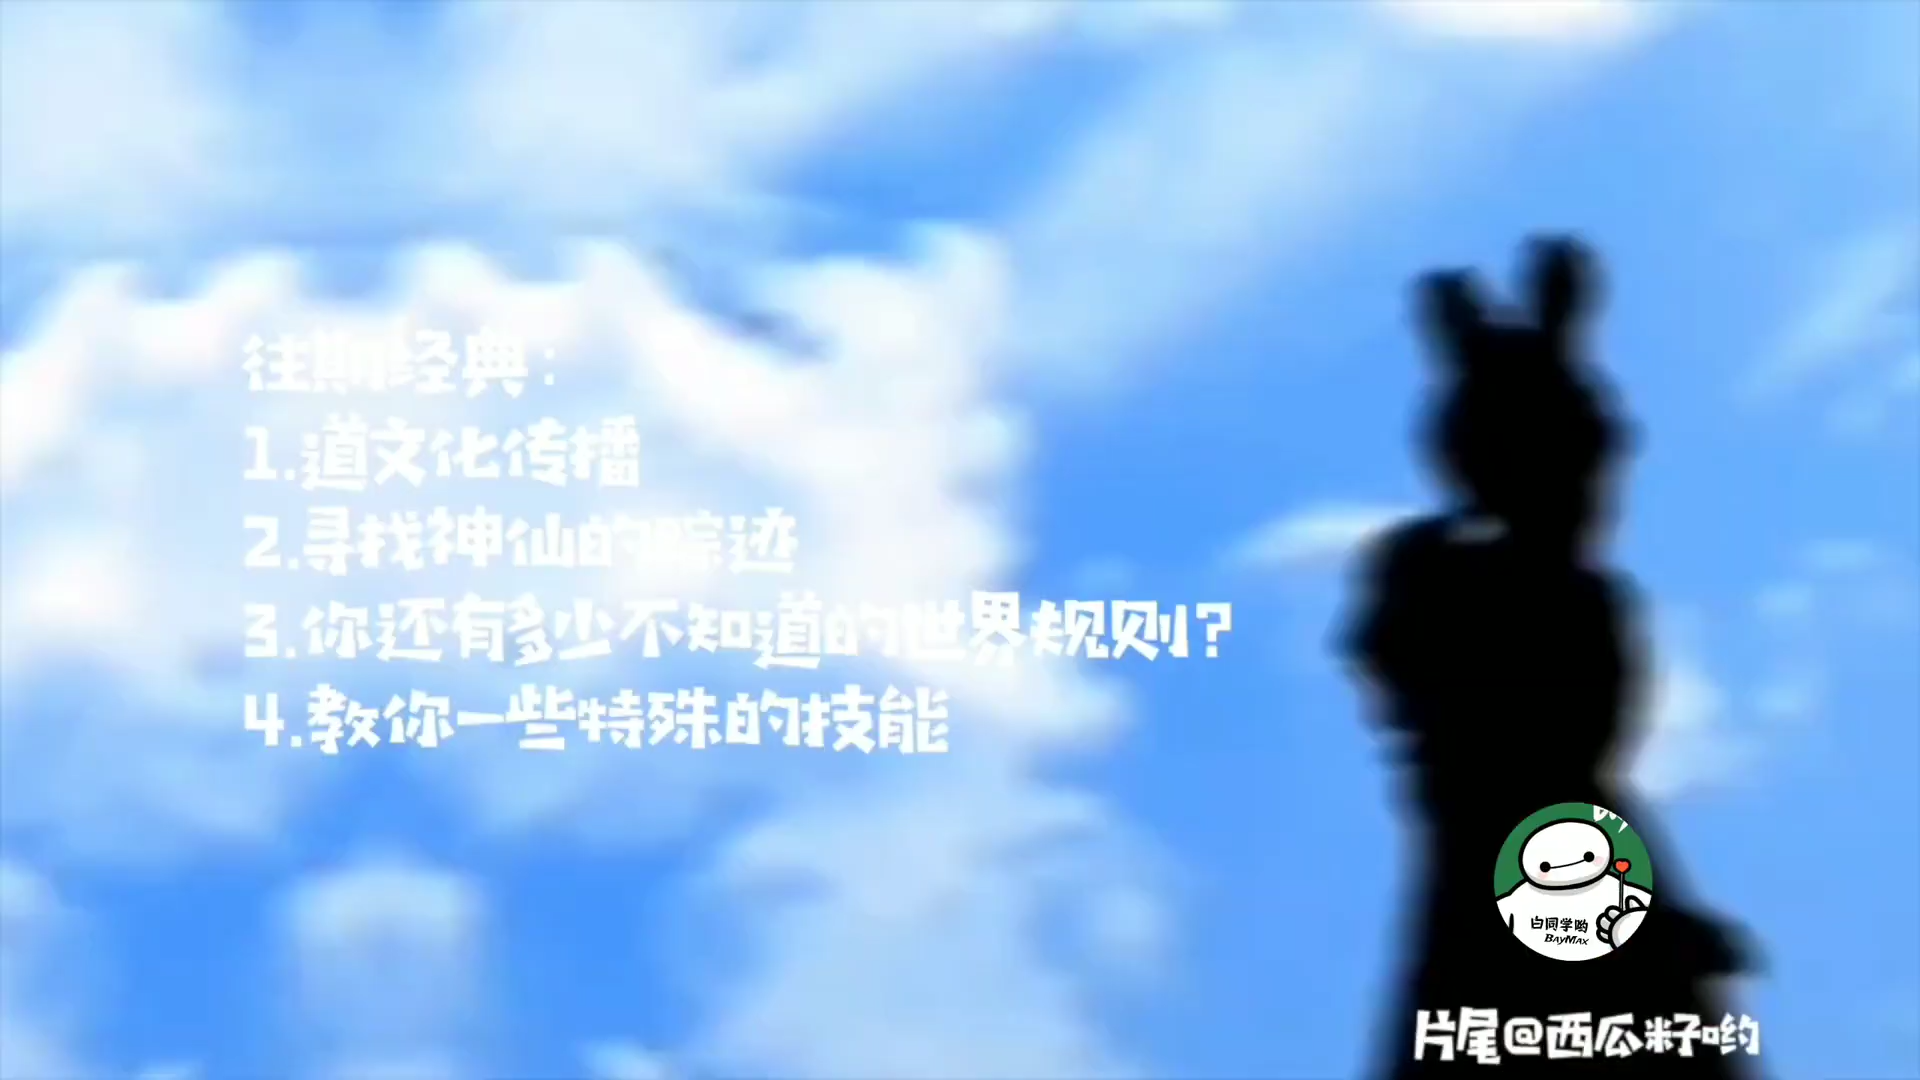 往期经典：
1.道文化传播
2.寻找神仙的踪迹
3.你还有多少不知道的世界规则？
4.教你一些特殊的技能
白同学哟
BAYMAX
片尾@西瓜籽哟